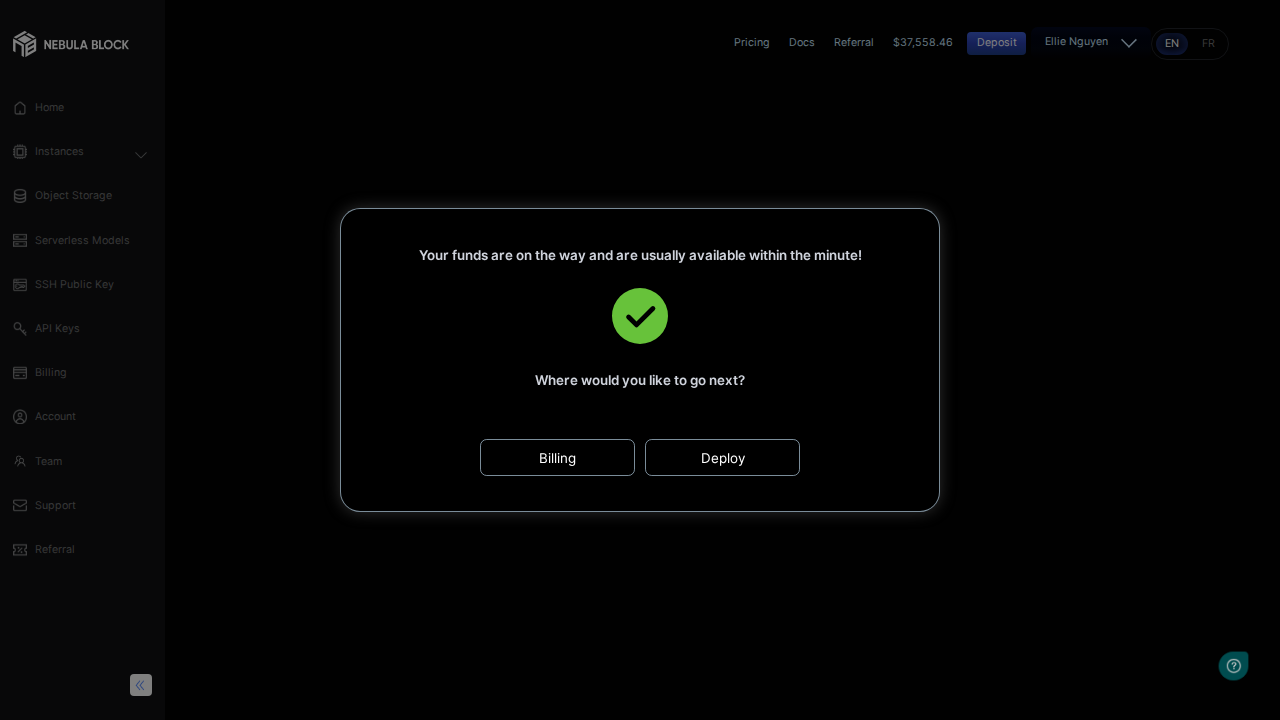 NEBULA BLOCK
Pricing
Docs
Referral
$37,558.46
Deposit
Ellie Nguyen
EN
FR
Home
Instances
Object Storage
Serverless Models
SSH Public Key
API Keys
Billing
Account
Team
Support
Referral
Your funds are on the way and are usually available within the minute!
Where would you like to go next?
Billing
Deploy